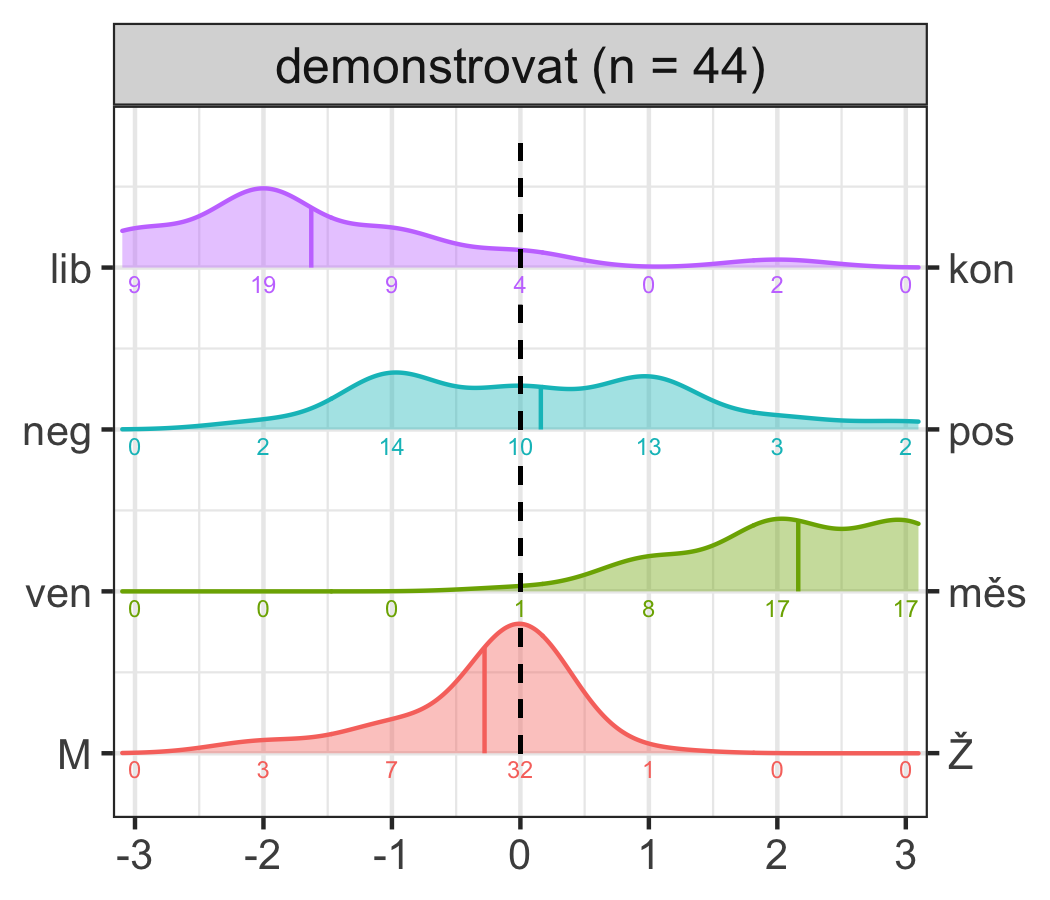 demonstrovat (n = 44)
lib kon
9 19 9 4 0 2 0
neg pos
0 2 14 10 13 3 2
ven měs
0 0 0 1 8 17 17
M Ž
0 3 7 32 1 0 0
-3 -2 -1 0 1 2 3